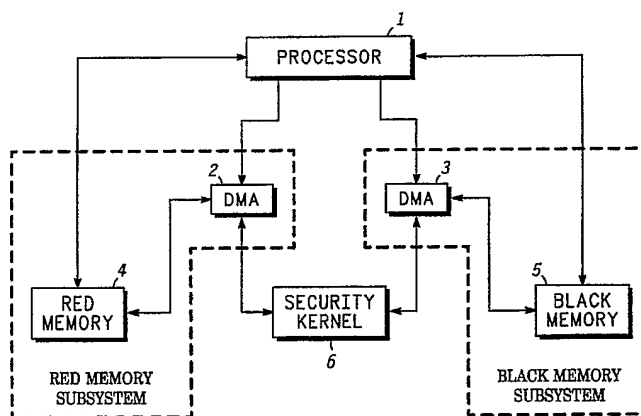 1
PROCESSOR
2
DMA
3
DMA
4
RED
MEMORY
SECURITY
KERNEL
6
5
BLACK
MEMORY
RED MEMORY
SUBSYSTEM
BLACK MEMORY
SUBSYSTEM